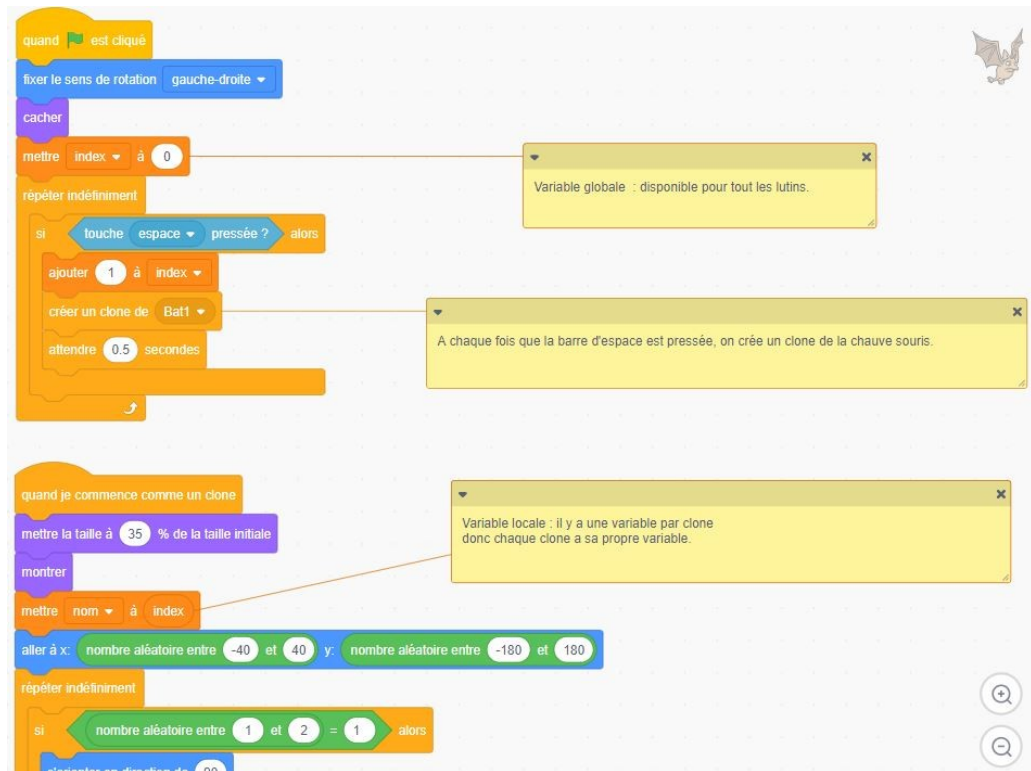 quand est cliqué
fixer le sens de rotation gauche-droite
cacher
mettre index à 0
Variable globale : disponible pour tout les lutins.
répéter indéfiniment
si touche espace pressée ? alors
ajouter 1 à index
créer un clone de Bat1
A chaque fois que la barre d'espace est pressée, on crée un clone de la chauve souris.
attendre 0.5 secondes
quand je commence comme un clone
mettre la taille à 35 % de la taille initiale
Variable locale : il y a une variable par clone
donc chaque clone a sa propre variable.
montrer
mettre nom à index
aller à x: nombre aléatoire entre -40 et 40 y: nombre aléatoire entre -180 et 180
répéter indéfiniment
si nombre aléatoire entre 1 et 2 = 1 alors
s'orienter en direction de